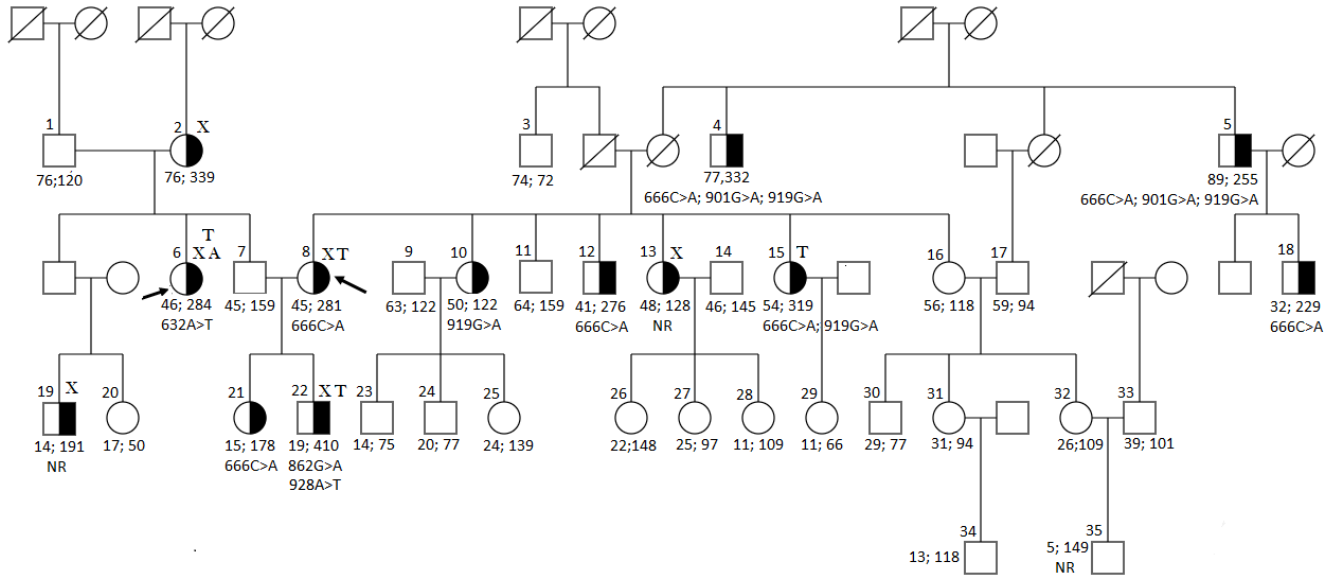 1
2 X
3
4
5
76;120
76; 339
74; 72
77,332
89; 255
666C>A; 901G>A; 919G>A
666C>A; 901G>A; 919G>A
T
6 X A
7
8 XT
9
10
11
12
13 X
14
15 T
16
17
18
46; 284
45; 159
45; 281
63; 122
50; 122
64; 159
41; 276
48; 128
46; 145
54; 319
56; 118
59; 94
32; 229
632A>T
666C>A
919G>A
666C>A
NR
666C>A; 919G>A
666C>A
19 X
20
21
22 XT
23
24
25
26
27
28
29
30
31
32
33
14; 191
17; 50
15; 178
19; 410
14; 75
20; 77
24; 139
22;148
25; 97
11; 109
11; 66
29; 77
31; 94
26;109
39; 101
NR
666C>A
862G>A
928A>T
34
35
13; 118
5; 149
NR